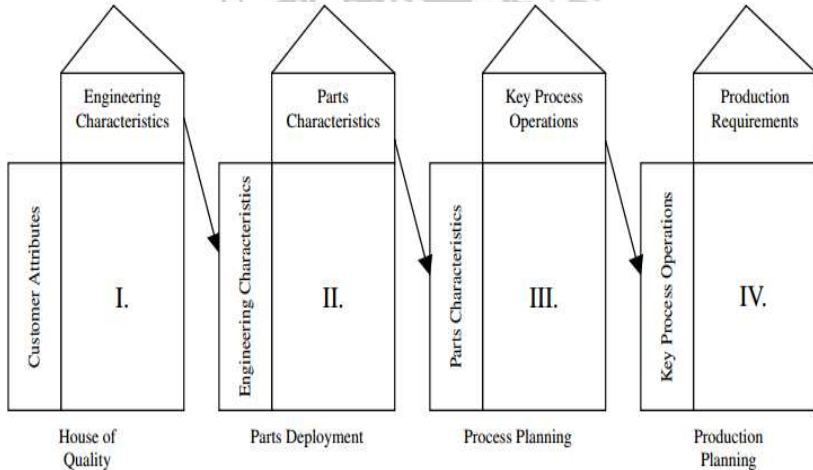 Engineering
Characteristics
Parts
Characteristics
Key Process
Operations
Production
Requirements
Customer Attributes
I.
Engineering Characteristics
II.
Parts Characteristics
III.
Key Process Operations
IV.
House of
Quality
Parts Deployment
Process Planning
Production
Planning